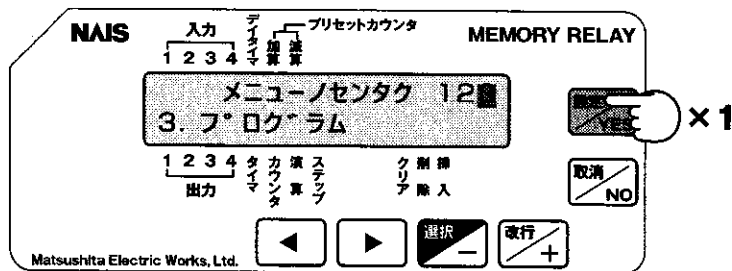 NAIS
入力
デイタイマ
加算
減算
プリセットカウンタ
MEMORY RELAY
1 2 3 4
メニューノセンタク 12
3. プログラム
YES
×1
1 2 3 4
出力
タイマ
カウンタ
演算
ステップ
クリア
削除
挿入
取消
NO
選択
−
改行
+
Matsushita Electric Works, Ltd.